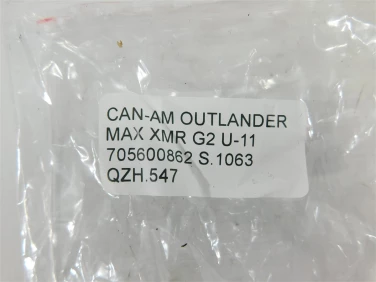 CAN-AM OUTLANDER
MAX XMR G2 U-11
705600862 S.1063
QZH.547